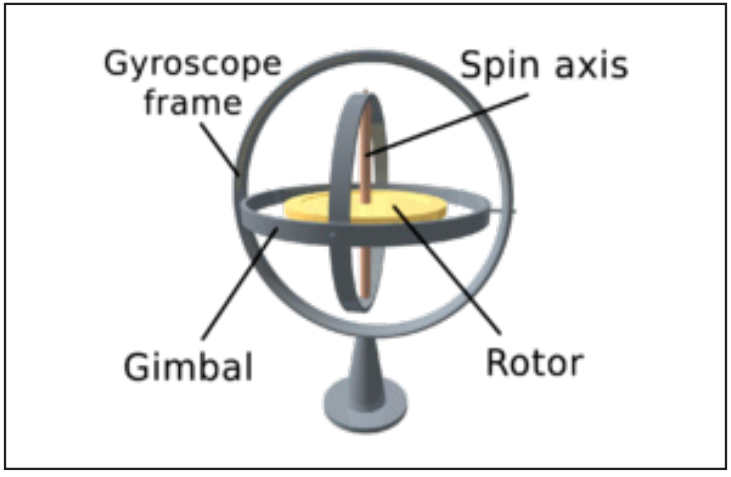 Gyroscope
frame
Spin axis
Gimbal
Rotor